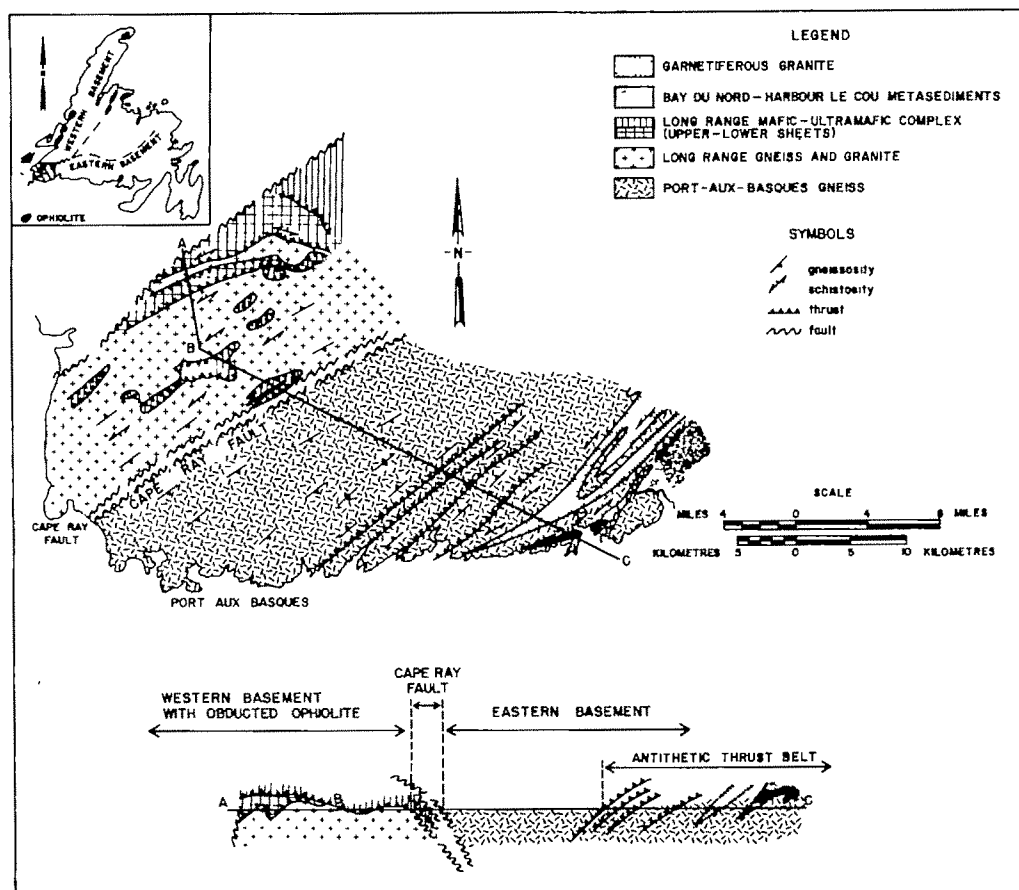 WESTERN BASEMENT
EASTERN BASEMENT
OPHIOLITE
LEGEND
GARNETIFEROUS GRANITE
BAY DU NORD-HARBOUR LE COU METASEDIMENTS
LONG RANGE MAFIC-ULTRAMAFIC COMPLEX
(UPPER-LOWER SHEETS)
LONG RANGE GNEISS AND GRANITE
PORT-AUX-BASQUES GNEISS
SYMBOLS
gneissosity
schistosity
thrust
fault
A
N
B
CAPE RAY FAULT
CAPE RAY
FAULT
C
PORT AUX BASQUES
SCALE
4 0 4 8
MILES MILES
KILOMETRES KILOMETRES
5 0 5 10
CAPE RAY
FAULT
WESTERN BASEMENT
WITH OBDUCTED OPHIOLITE
EASTERN BASEMENT
ANTITHETIC THRUST BELT
A B C